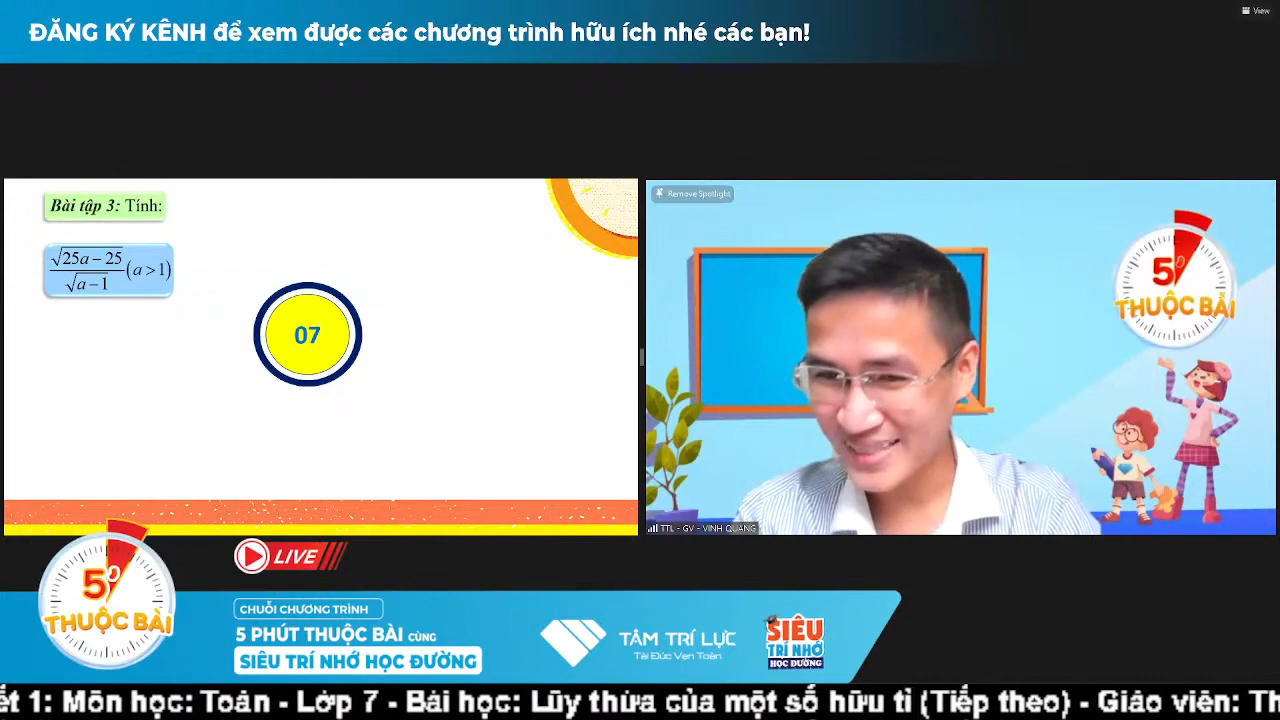 View
ĐĂNG KÝ KÊNH để xem được các chương trình hữu ích nhé các bạn!
Bài tập 3: Tính:
√25a – 25
√a – 1
(a > 1)
07
Remove Spotlight
5'
THUỘC BÀI
TTL - GV - VINH QUANG
LIVE
5'
THUỘC BÀI
CHUỖI CHƯƠNG TRÌNH
5 PHÚT THUỘC BÀI CÙNG
SIÊU TRÍ NHỚ HỌC ĐƯỜNG
TÂM TRÍ LỰC
Tài Đức Vẹn Toàn
SIÊU
TRÍ NHỚ
HỌC ĐƯỜNG
ết 1: Môn học: Toán - Lớp 7 - Bài học: Lũy thừa của một số hữu tỉ (Tiếp theo) - Giáo viên: Th